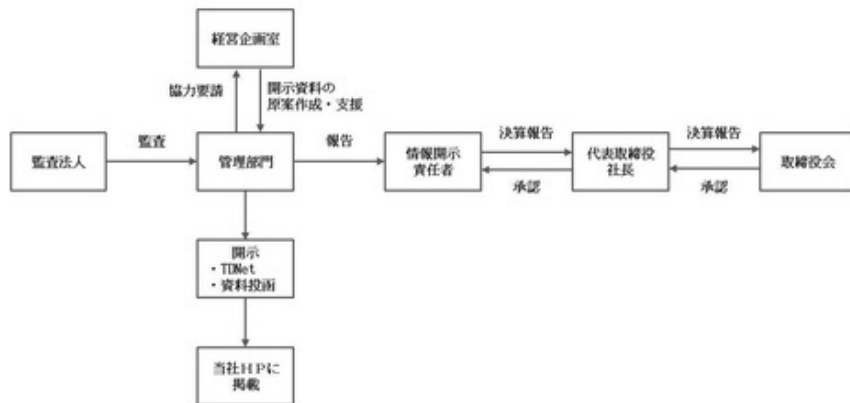 経営企画室
協力要請
開示資料の
原案作成・支援
監査法人
監査
管理部門
報告
情報開示
責任者
決算報告
承認
代表取締役
社長
決算報告
承認
取締役会
開示
・TDNet
・資料投函
当社HPに
掲載